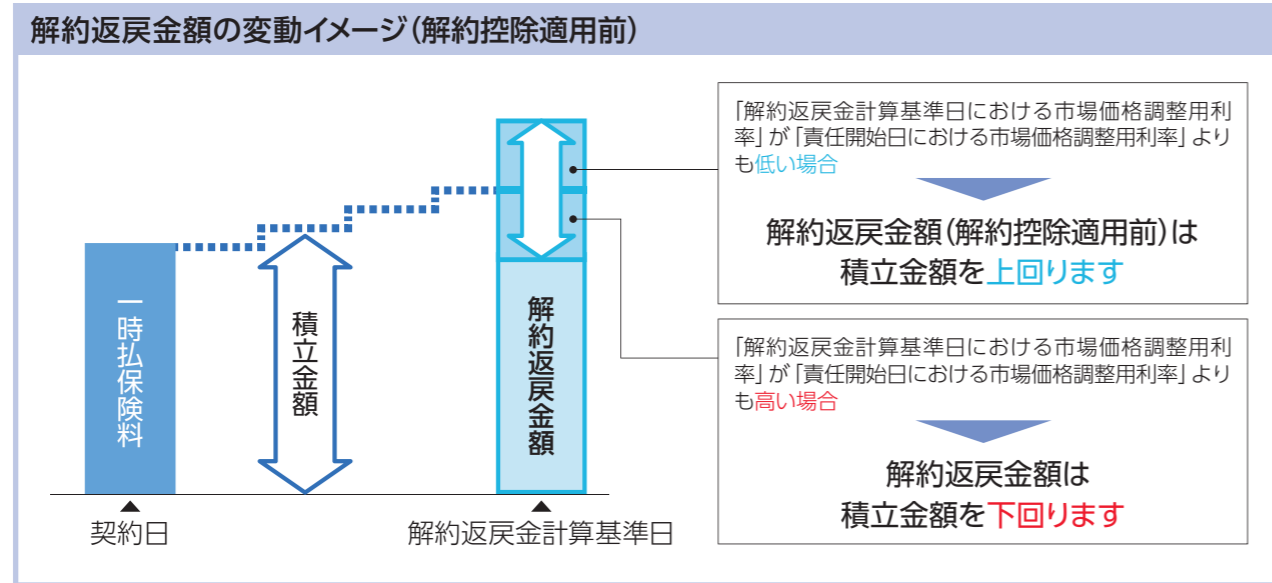 解約返戻金額の変動イメージ(解約控除適用前)
一時払保険料
積立金額
解約返戻金額
契約日
解約返戻金計算基準日
「解約返戻金計算基準日における市場価格調整用利
率」が「責任開始日における市場価格調整用利率」より
も低い場合
解約返戻金額(解約控除適用前)は
積立金額を上回ります
「解約返戻金計算基準日における市場価格調整用利
率」が「責任開始日における市場価格調整用利率」より
も高い場合
解約返戻金額は
積立金額を下回ります